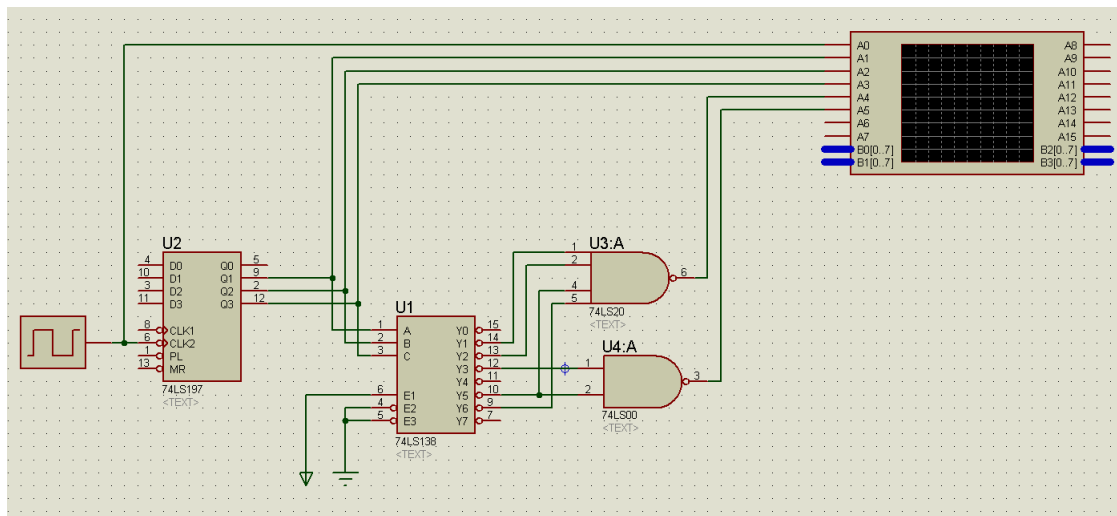 A0 A8
A1 A9
A2 A10
A3 A11
A4 A12
A5 A13
A6 A14
A7 A15
B0[0..7] B2[0..7]
B1[0..7] B3[0..7]
U2
4 D0 Q0 5
10 D1 Q1 9
3 D2 Q2 2
11 D3 Q3 12
8 CLK1
6 CLK2
1 PL
13 MR
74LS197
<TEXT>
U1
1 A Y0 15
2 B Y1 14
3 C Y2 13
Y3 12
Y4 11
6 E1 Y5 10
4 E2 Y6 9
5 E3 Y7 7
74LS138
<TEXT>
U3:A
1
2
4
5
6
74LS20
<TEXT>
U4:A
1
2
3
74LS00
<TEXT>